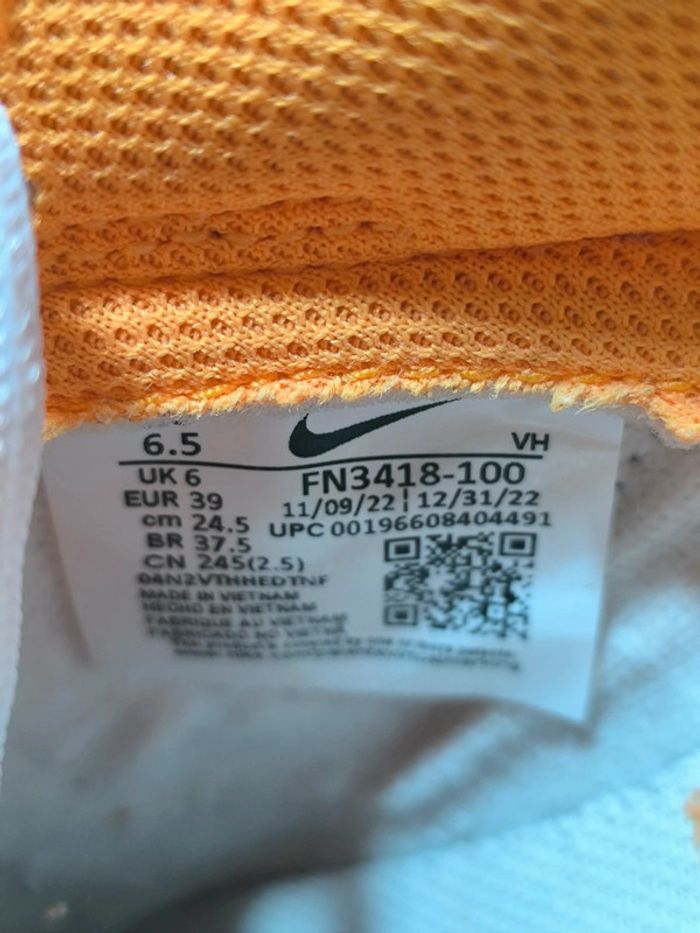 6.5 VH
UK 6 FN3418-100
EUR 39 11/09/22 | 12/31/22
cm 24.5 UPC 00196608404491
BR 37.5
CN 245(2.5)
04N2VTHHEDTNF
MADE IN VIETNAM
HECHO EN VIETNAM
FABRIQUE AU VIETNAM
FABRICADO NO VIETNÃ